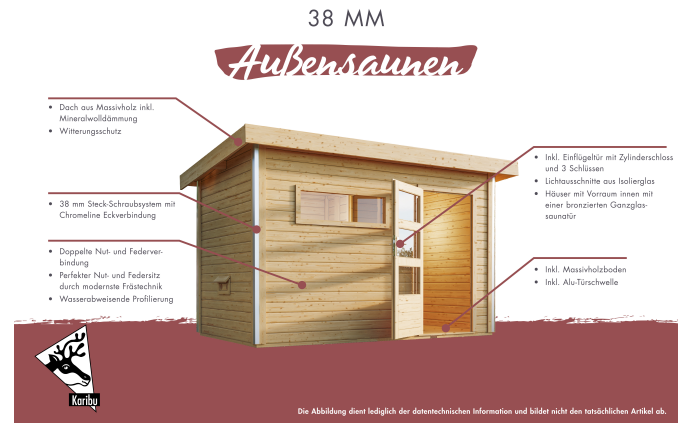 38 MM
Außensaunen
• Dach aus Massivholz inkl.
Mineralwolldämmung
• Witterungsschutz
• 38 mm Steck-Schraubsystem mit
Chromeline Eckverbindung
• Doppelte Nut- und Federver-
bindung
• Perfekter Nut- und Federsitz
durch modernste Frästechnik
• Wasserabweisende Profilierung
• Inkl. Einflügeltür mit Zylinderschloss
und 3 Schlüssen
• Lichtausschnitte aus Isolierglas
• Häuser mit Vorraum innen mit
einer bronzierten Ganzglas-
saunatür
• Inkl. Massivholzboden
• Inkl. Alu-Türschwelle
Karibu
Die Abbildung dient lediglich der datentechnischen Information und bildet nicht den tatsächlichen Artikel ab.